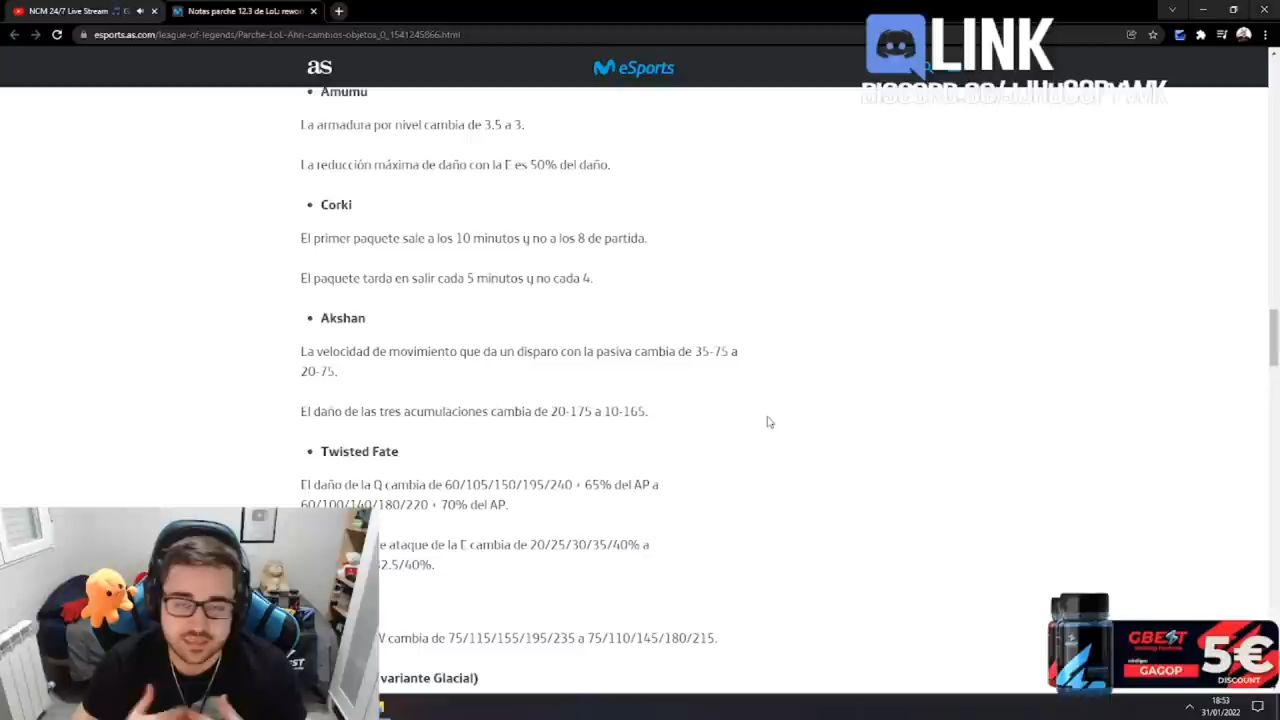 NCM 24/7 Live Stream
Notas parche 12.3 de LoL: rewo
esports.as.com/league-of-legends/Parche-LoL-Ahri-cambios-objetos_0_1541245866.html
LINK
as
eSports
Amumu
La armadura por nivel cambia de 3.5 a 3.
La reducción máxima de daño con la E es 50% del daño.
Corki
El primer paquete sale a los 10 minutos y no a los 8 de partida.
El paquete tarda en salir cada 5 minutos y no cada 4.
Akshan
La velocidad de movimiento que da un disparo con la pasiva cambia de 35-75 a
20-75.
El daño de las tres acumulaciones cambia de 20-175 a 10-165.
Twisted Fate
El daño de la Q cambia de 60/105/150/195/240 + 65% del AP a
60/100/140/180/220 + 70% del AP.
e ataque de la E cambia de 20/25/30/35/40% a
2.5/40%.
cambia de 75/115/155/195/235 a 75/110/145/180/215.
variante Glacial)
GBEST
código:
GAGOP
5€
DISCOUNT
18:53
31/01/2022